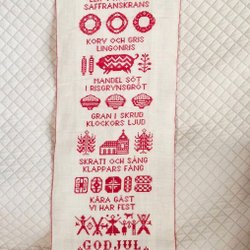 SAFFRANSKRANS
KORV OCH GRIS
LINGONRIS
MANDEL SÖT
I RISGRYNSGRÖT
GRAN I SKRUD
KLOCKORS LJUD
SKRATT OCH SÅNG
KLAPPARS FÅNG
KÄRA GÄST
VI HAR FEST
GOD JUL